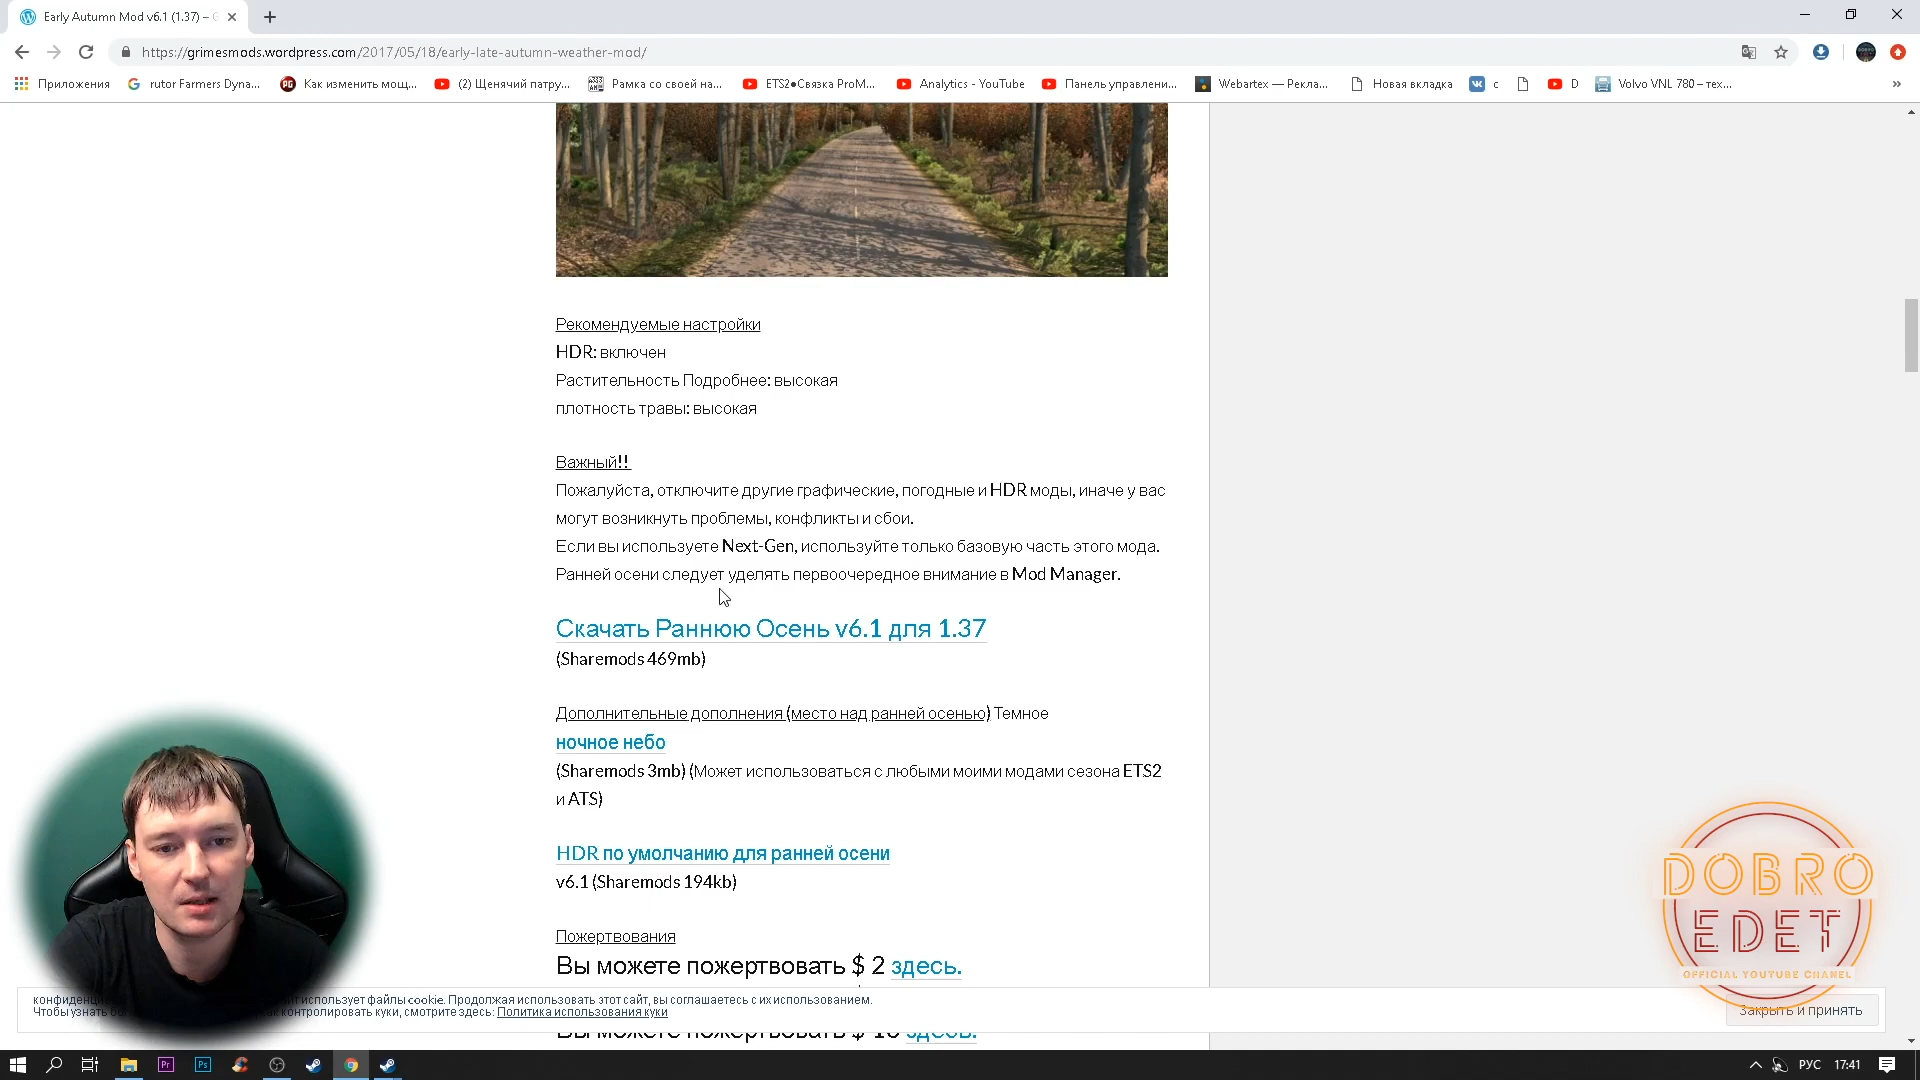 Early Autumn Mod v6.1 (1.37) – G
https://grimesmods.wordpress.com/2017/05/18/early-late-autumn-weather-mod/
Приложения
rutor Farmers Dyna...
Как изменить мощ...
(2) Щенячий патру...
Рамка со своей на...
ETS2●Связка ProM...
Analytics - YouTube
Панель управлени...
Webartex — Рекла...
Новая вкладка
с
D
Volvo VNL 780 – тех...
»
Рекомендуемые настройки
HDR: включен
Растительность Подробнее: высокая
плотность травы: высокая
Важный!!
Пожалуйста, отключите другие графические, погодные и HDR моды, иначе у вас
могут возникнуть проблемы, конфликты и сбои.
Если вы используете Next-Gen, используйте только базовую часть этого мода.
Ранней осени следует уделять первоочередное внимание в Mod Manager.
Скачать Раннюю Осень v6.1 для 1.37
(Sharemods 469mb)
Дополнительные дополнения (место над ранней осенью) Темное
ночное небо
(Sharemods 3mb) (Может использоваться с любыми моими модами сезона ETS2
и ATS)
HDR по умолчанию для ранней осени
v6.1 (Sharemods 194kb)
Пожертвования
Вы можете пожертвовать $ 2 здесь.
использует файлы cookie. Продолжая использовать этот сайт, вы соглашаетесь с их использованием.
Чтобы узнать контролировать куки, смотрите здесь: Политика использования куки
Закрыть и принять
Вы можете пожертвовать $ 10 здесь.
DOBRO
EDET
OFFICIAL YOUTUBE CHANEL
Pr
Ps
РУС
17:41